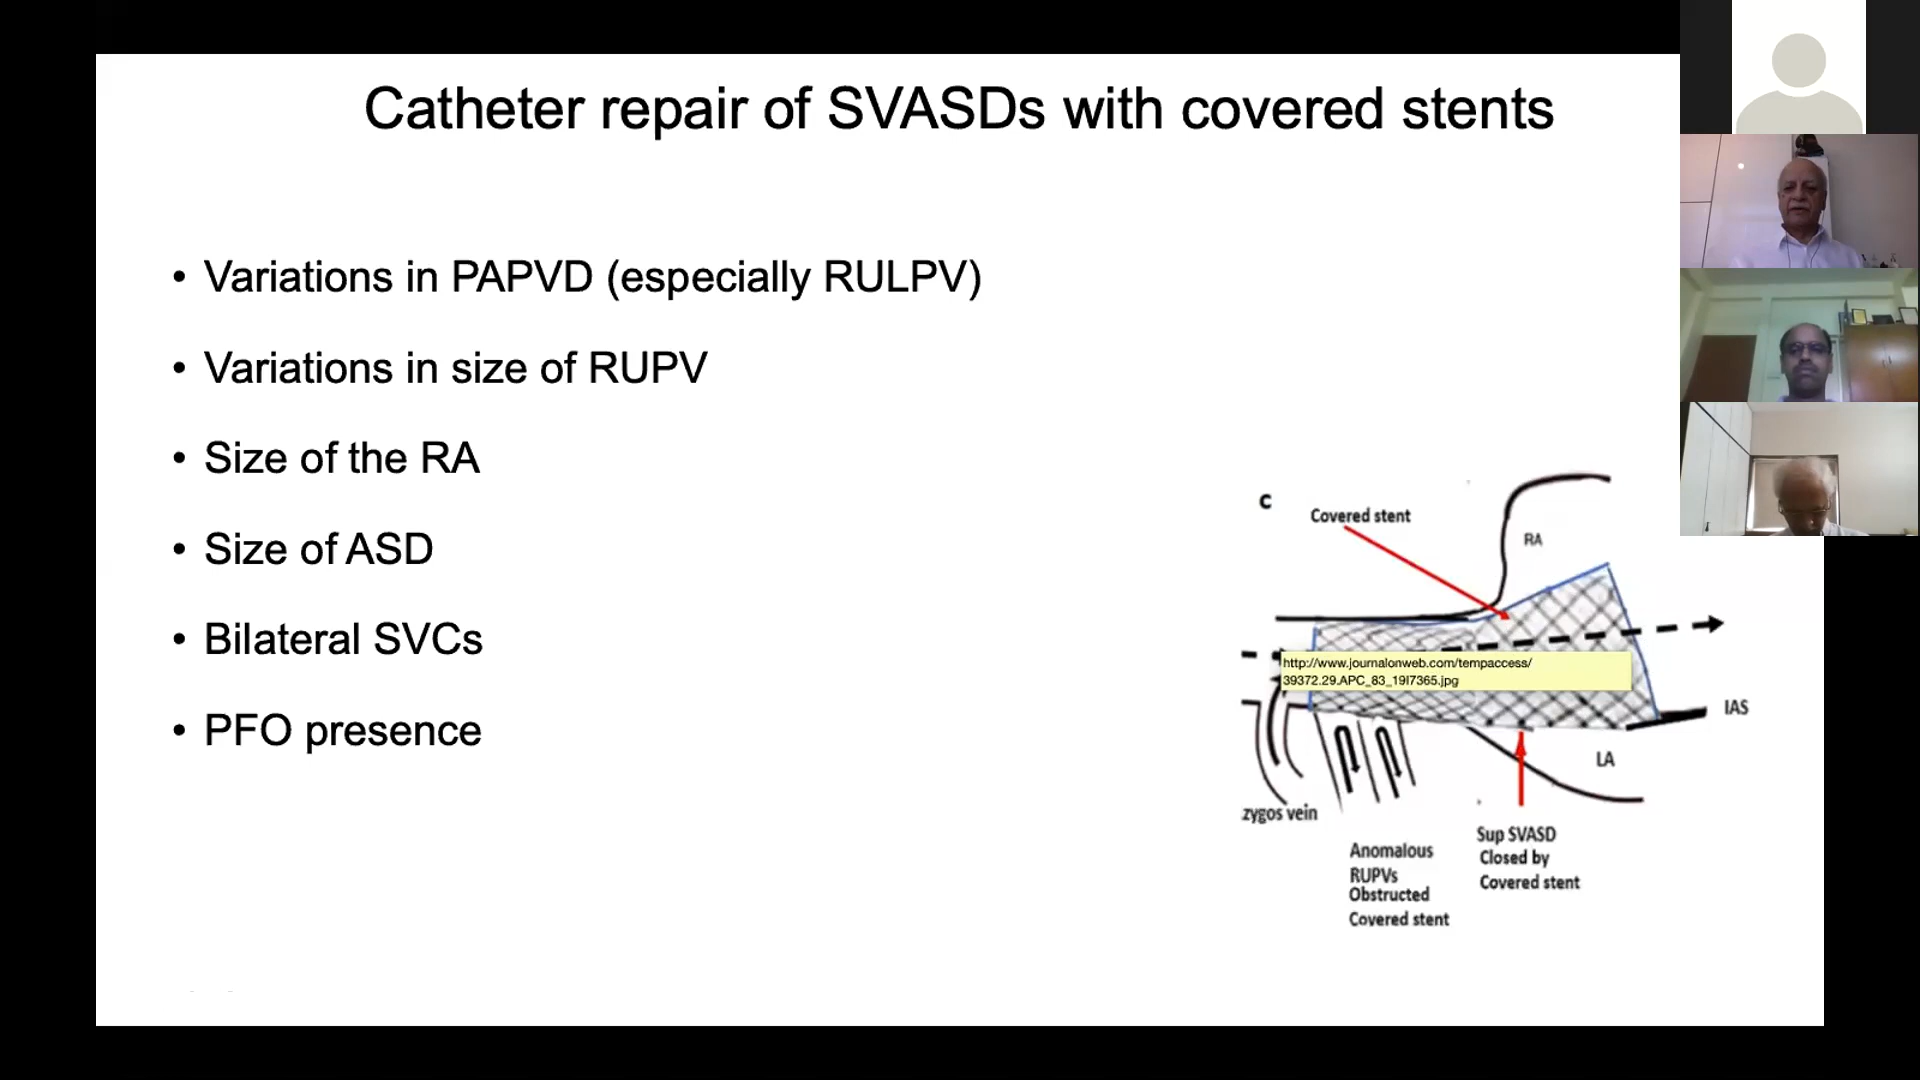 Catheter repair of SVASDs with covered stents
• Variations in PAPVD (especially RULPV)
• Variations in size of RUPV
• Size of the RA
• Size of ASD
• Bilateral SVCs
• PFO presence
c
Covered stent
RA
http://www.journalonweb.com/tempaccess/
39372.29.APC_83_19I7365.jpg
IAS
LA
zygos vein
Anomalous
RUPVs
Obstructed
Covered stent
Sup SVASD
Closed by
Covered stent